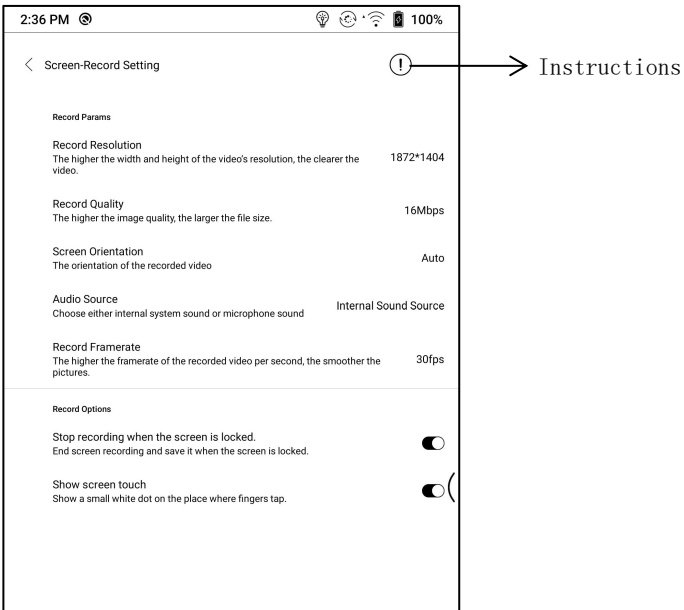 2:36 PM 100%
Screen-Record Setting
Instructions
Record Params
Record Resolution
The higher the width and height of the video's resolution, the clearer the
video.
1872*1404
Record Quality
The higher the image quality, the larger the file size.
16Mbps
Screen Orientation
The orientation of the recorded video
Auto
Audio Source
Choose either internal system sound or microphone sound
Internal Sound Source
Record Framerate
The higher the framerate of the recorded video per second, the smoother the
pictures.
30fps
Record Options
Stop recording when the screen is locked.
End screen recording and save it when the screen is locked.
Show screen touch
Show a small white dot on the place where fingers tap.